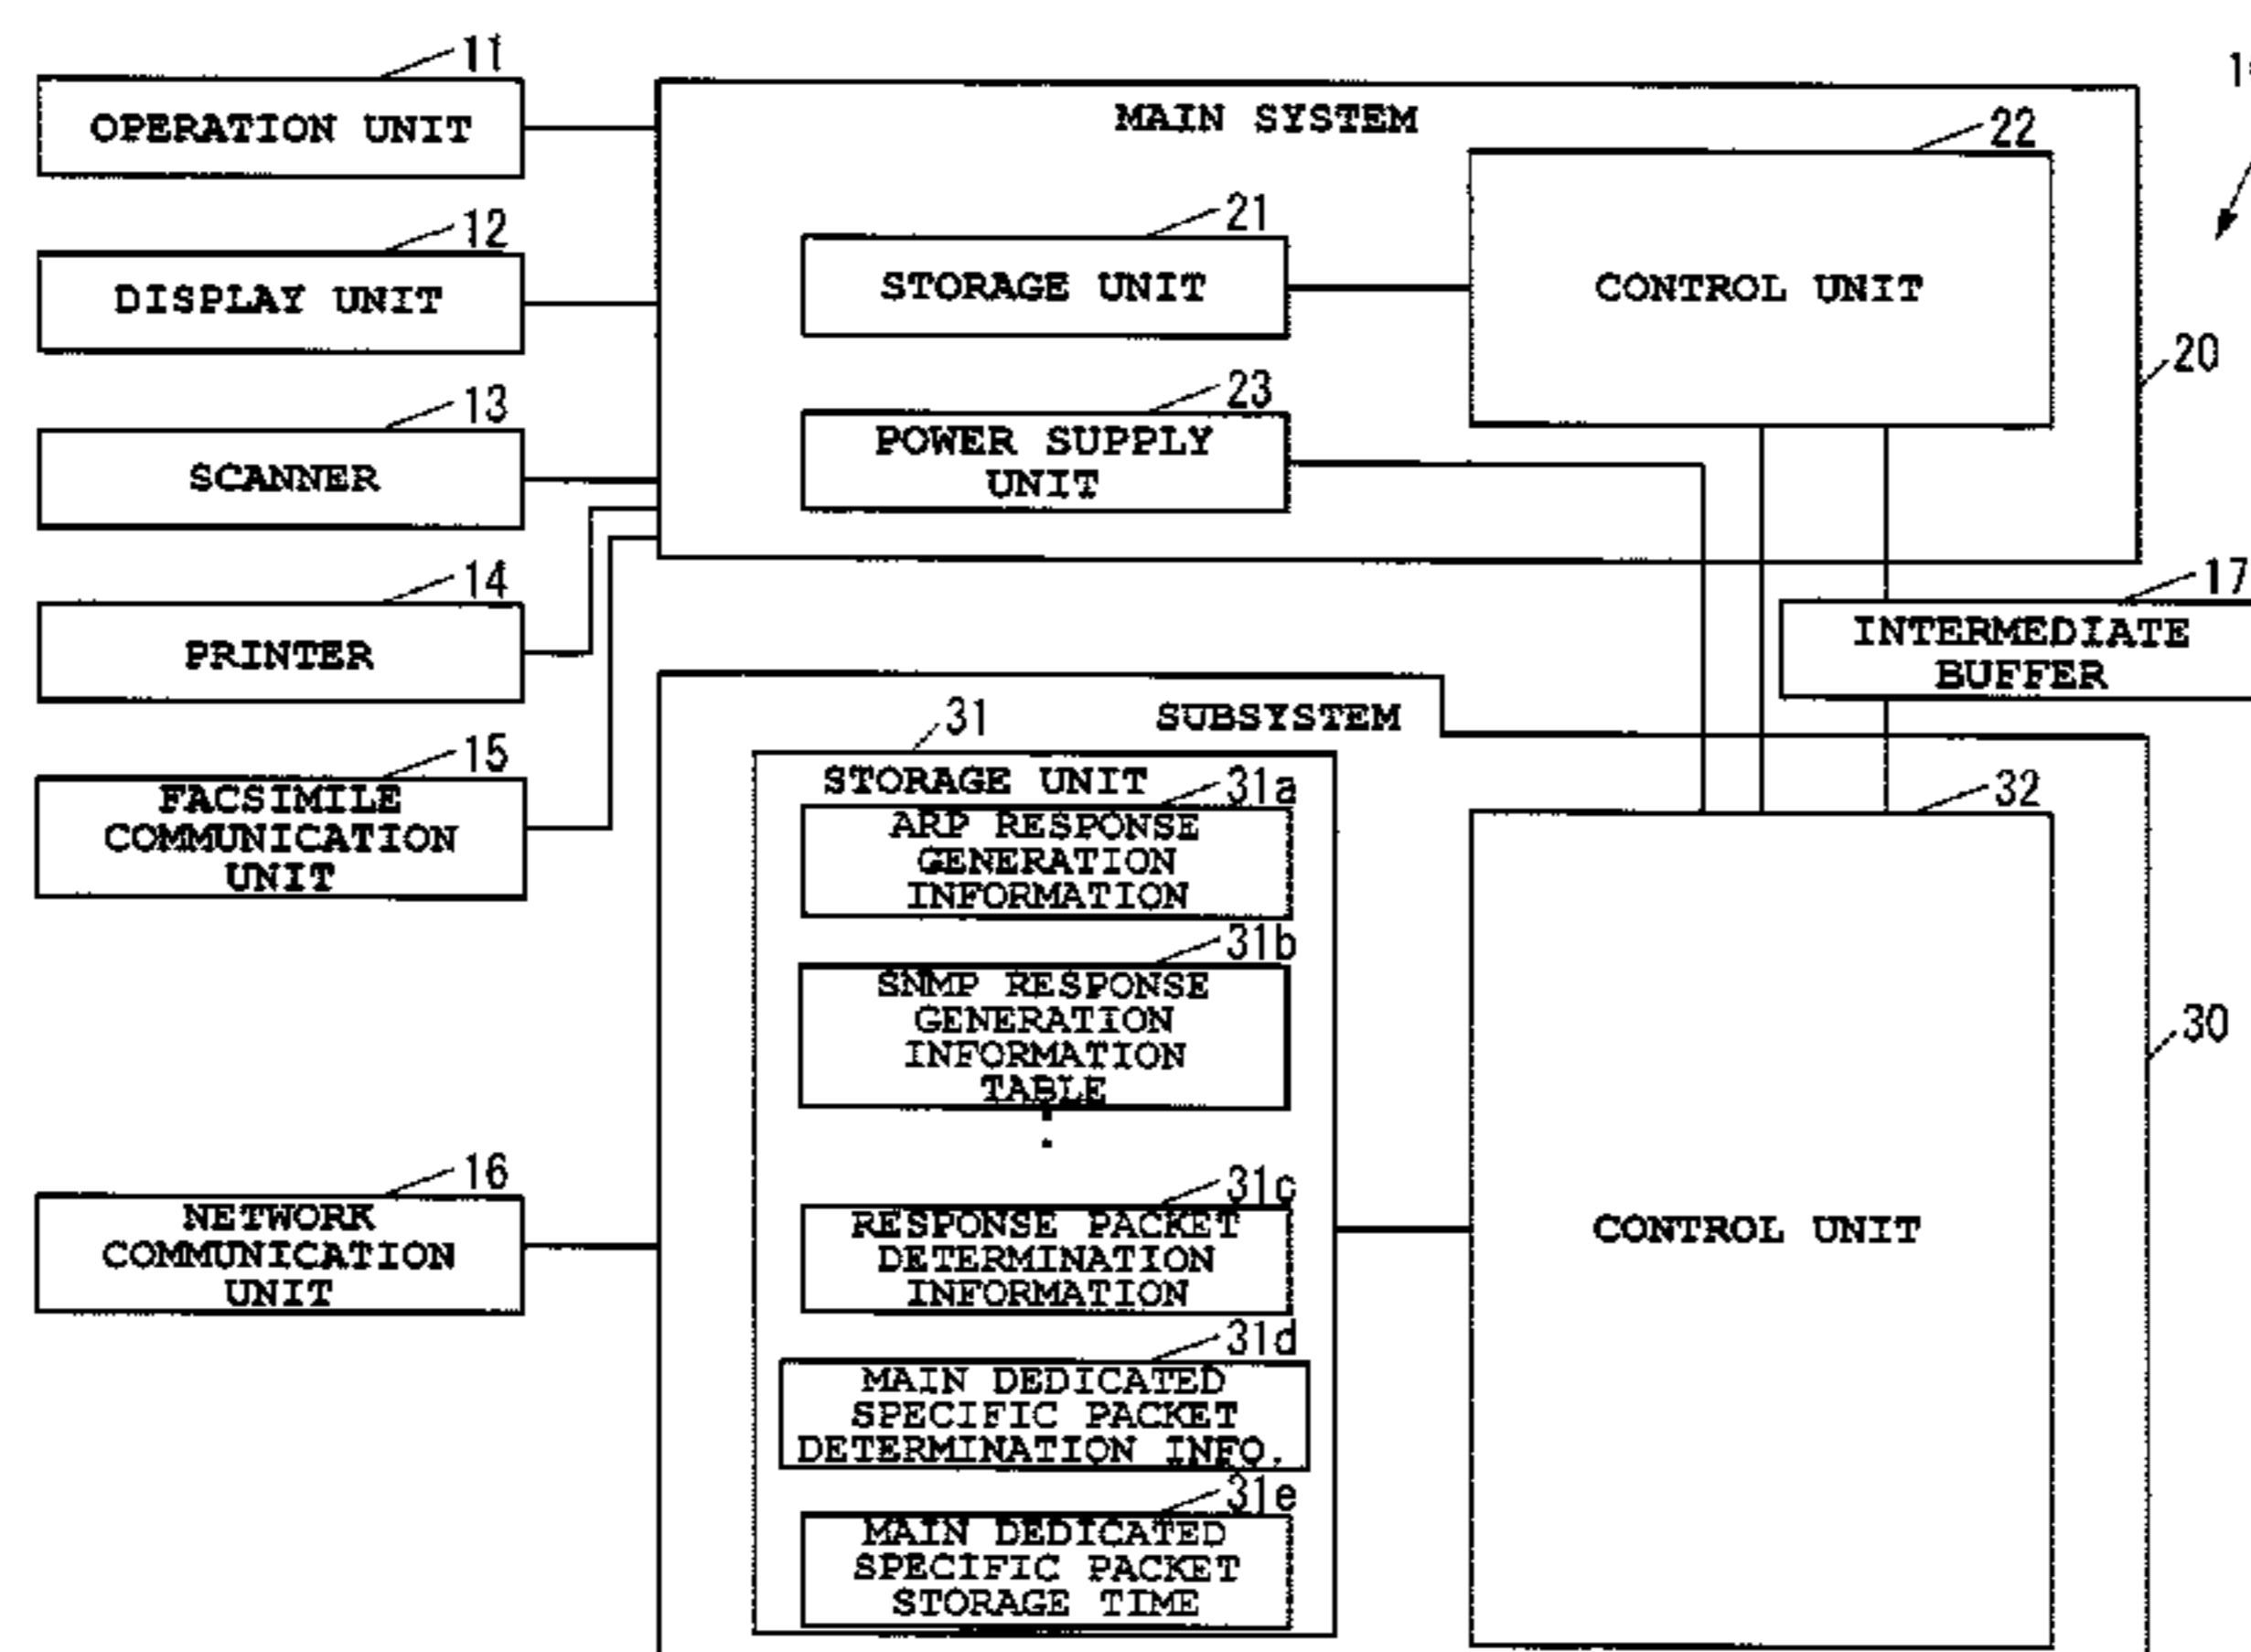 11
OPERATION UNIT
12
DISPLAY UNIT
13
SCANNER
14
PRINTER
15
FACSIMILE
COMMUNICATION
UNIT
16
NETWORK
COMMUNICATION
UNIT
MAIN SYSTEM
20
21
STORAGE UNIT
22
CONTROL UNIT
23
POWER SUPPLY
UNIT
17
INTERMEDIATE
BUFFER
SUBSYSTEM
30
31
STORAGE UNIT
31a
ARP RESPONSE
GENERATION
INFORMATION
31b
SNMP RESPONSE
GENERATION
INFORMATION
TABLE
31c
RESPONSE PACKET
DETERMINATION
INFORMATION
31d
MAIN DEDICATED
SPECIFIC PACKET
DETERMINATION INFO.
31e
MAIN DEDICATED
SPECIFIC PACKET
STORAGE TIME
32
CONTROL UNIT